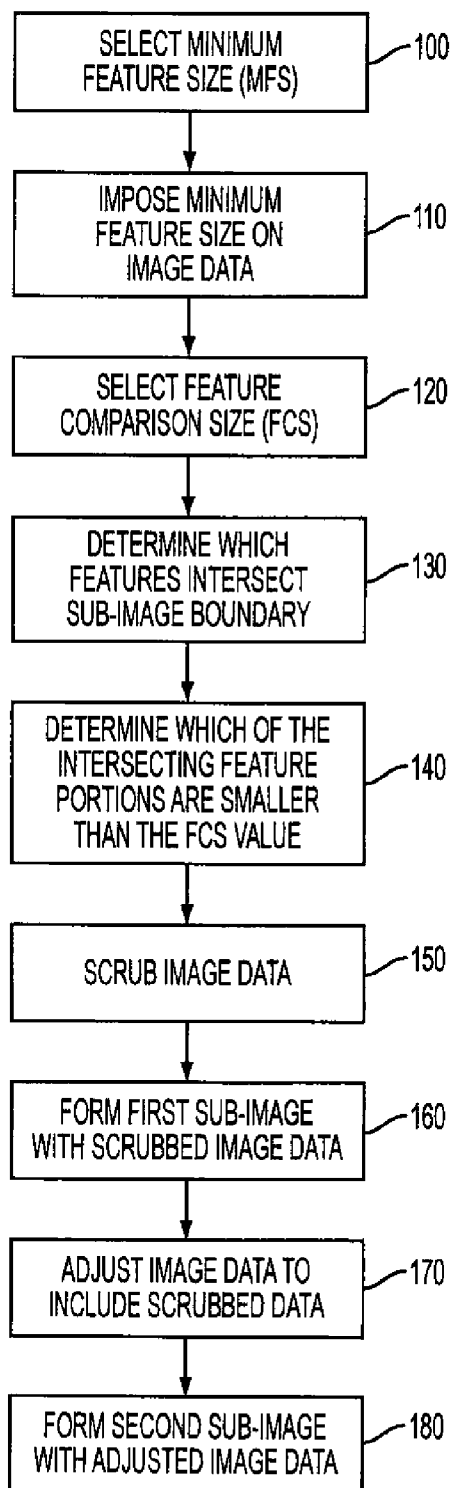 SELECT MINIMUM
FEATURE SIZE (MFS)
100
IMPOSE MINIMUM
FEATURE SIZE ON
IMAGE DATA
110
SELECT FEATURE
COMPARISON SIZE (FCS)
120
DETERMINE WHICH
FEATURES INTERSECT
SUB-IMAGE BOUNDARY
130
DETERMINE WHICH OF THE
INTERSECTING FEATURE
PORTIONS ARE SMALLER
THAN THE FCS VALUE
140
SCRUB IMAGE DATA
150
FORM FIRST SUB-IMAGE
WITH SCRUBBED IMAGE DATA
160
ADJUST IMAGE DATA TO
INCLUDE SCRUBBED DATA
170
FORM SECOND SUB-IMAGE
WITH ADJUSTED IMAGE DATA
180